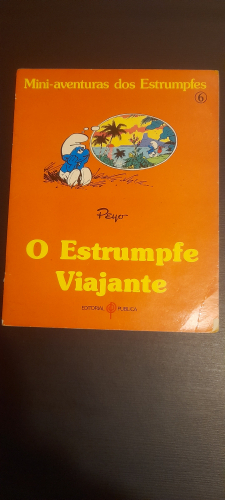 Mini-aventuras dos Estrumpfes
6
Peyo
O Estrumpfe
Viajante
EDITORIAL PÚBLICA